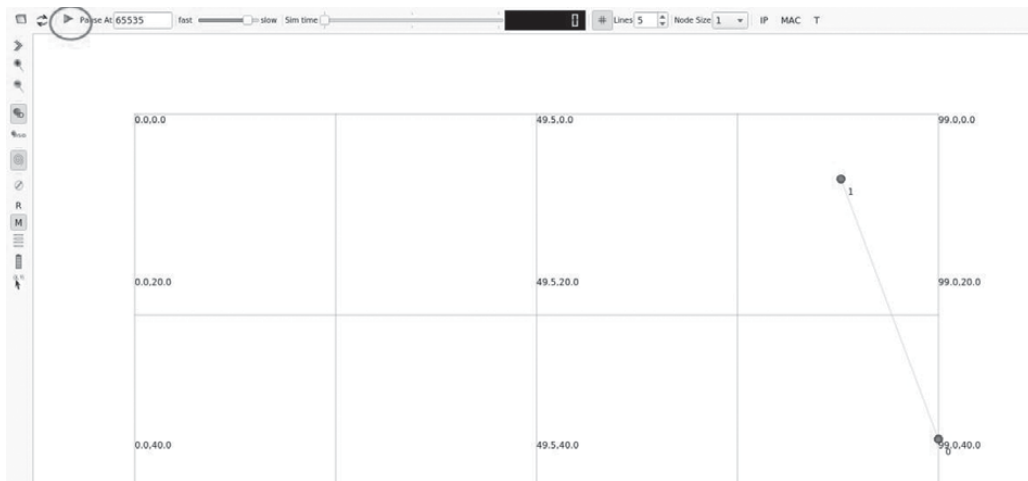 Pause At 65535 fast slow Sim time 0 # Lines 5 Node Size 1 IP MAC T
0.0,0.0 49.5,0.0 99.0,0.0
1
R
M
0.0,20.0 49.5,20.0 99.0,20.0
0.0,40.0 49.5,40.0 99.0,40.0
0